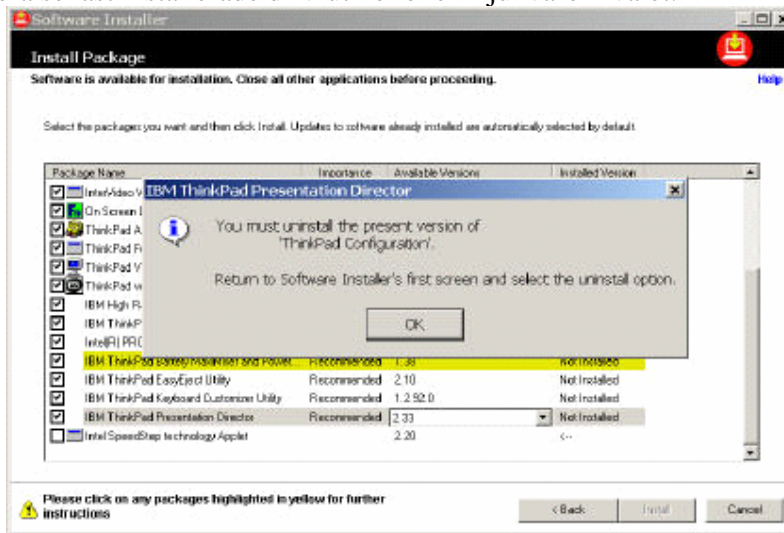 Software Installer
Install Package
Software is available for installation. Close all other applications before proceeding.
Help
Select the packages you want and then click Install. Updates to software already installed are automatically selected by default.
Package Name Importance Available Versions Installed Version
InterVideo
IBM ThinkPad Presentation Director
On Screen
ThinkPad
ThinkPad
ThinkPad
ThinkPad
IBM High
IBM
You must uninstall the present version of
'ThinkPad Configuration'.
Return to Software Installer's first screen and select the uninstall option.
OK
IBM ThinkPad Battery MaxiMiser and Power... Recommended 1.38 Not Installed
IBM ThinkPad EasyEject Utility Recommended 2.10 Not Installed
IBM ThinkPad Keyboard Customizer Utility Recommended 1.2.92.0 Not Installed
IBM ThinkPad Presentation Director Recommended 2.33 Not Installed
Intel SpeedStep technology Applet 2.20 <--
Please click on any packages highlighted in yellow for further
instructions
< Back Install Cancel